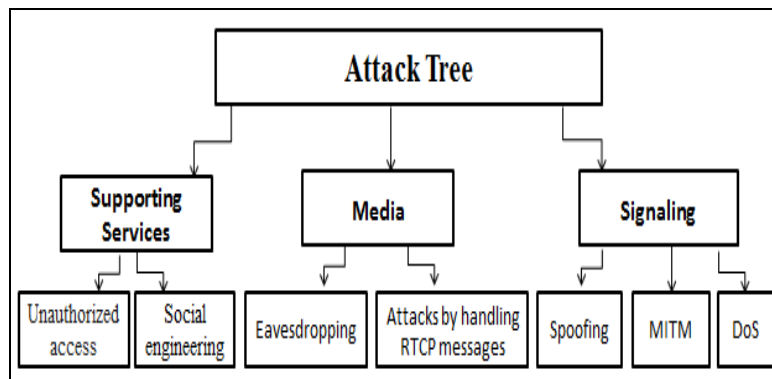 Attack Tree
Supporting
Services
Media
Signaling
Unauthorized
access
Social
engineering
Eavesdropping
Attacks by handling
RTCP messages
Spoofing
MITM
DoS